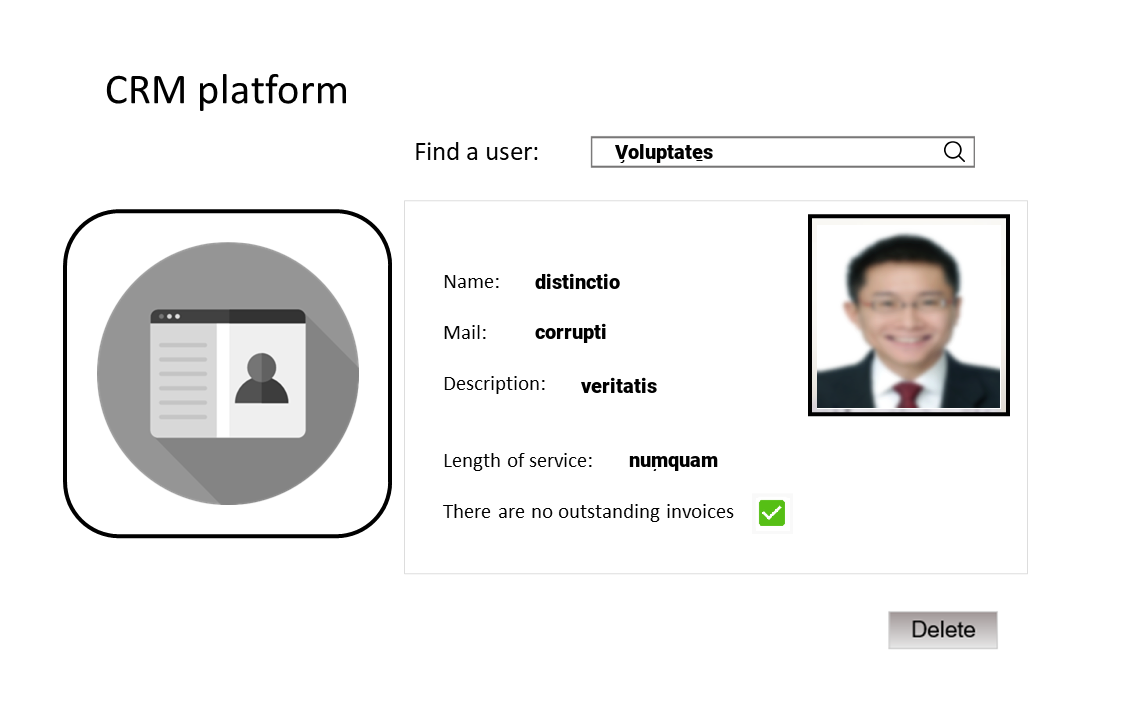 CRM platform
Find a user: Voluptates
Name: distinctio
Mail: corrupti
Description: veritatis
Length of service: numquam
There are no outstanding invoices
Delete